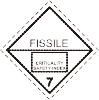 FISSILE
CRITICALITY
SAFETY INDEX
7